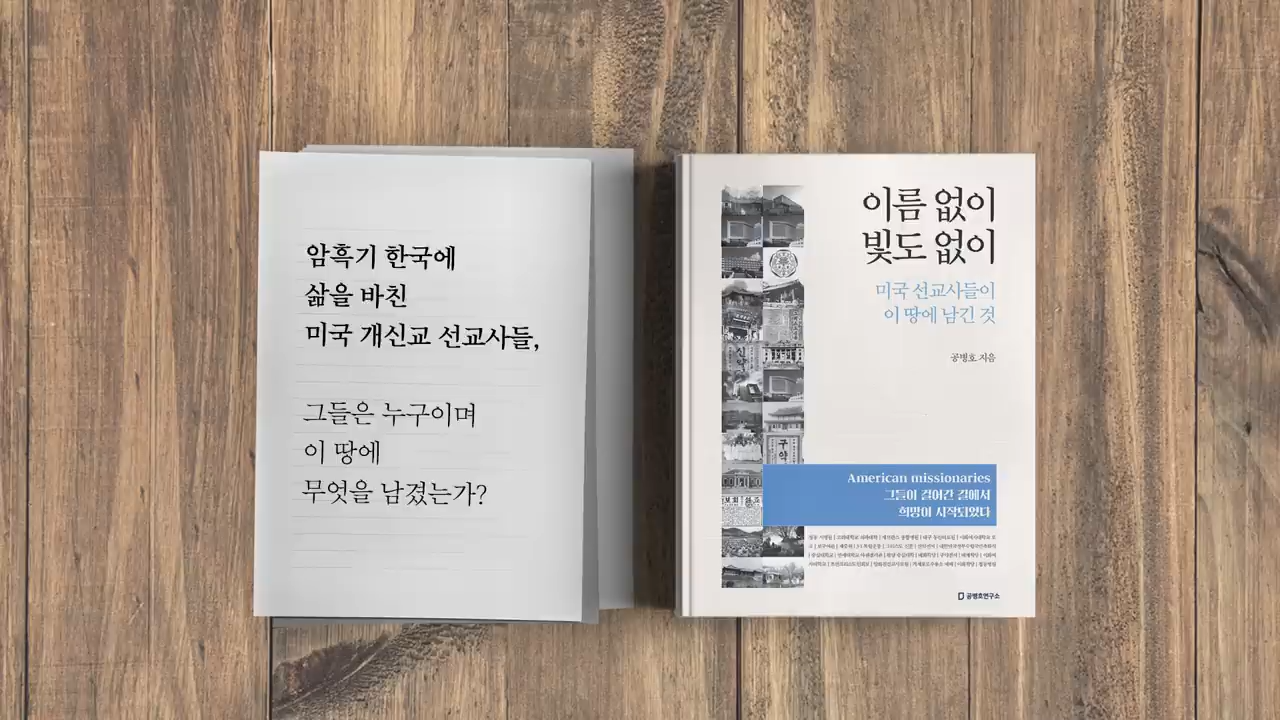 암흑기 한국에
삶을 바친
미국 개신교 선교사들,
그들은 누구이며
이 땅에
무엇을 남겼는가?
이름 없이
빛도 없이
미국 선교사들이
이 땅에 남긴 것
공병호 지음
구약
American missionaries
그들이 걸어간 길에서
희망이 시작되었다
공병호연구소